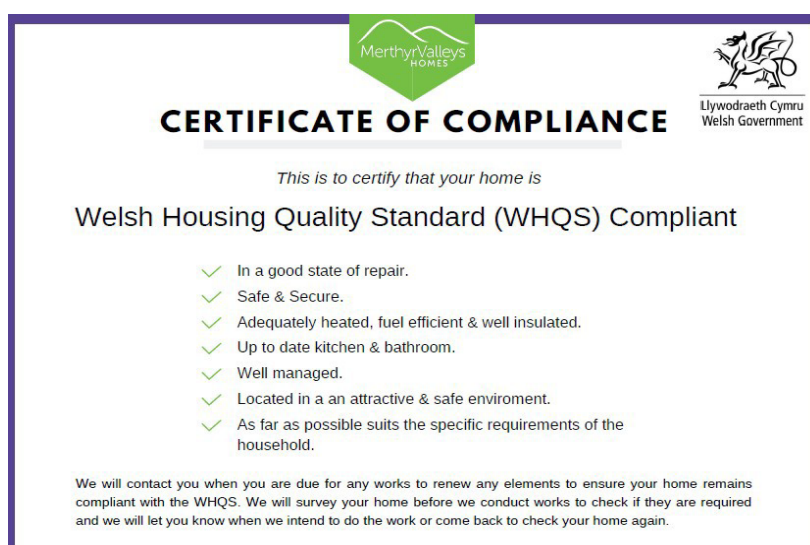 MerthyrValleys
HOMES
Llywodraeth Cymru
Welsh Government
CERTIFICATE OF COMPLIANCE
This is to certify that your home is
Welsh Housing Quality Standard (WHQS) Compliant
In a good state of repair.
Safe & Secure.
Adequately heated, fuel efficient & well insulated.
Up to date kitchen & bathroom.
Well managed.
Located in a an attractive & safe enviroment.
As far as possible suits the specific requirements of the
household.
We will contact you when you are due for any works to renew any elements to ensure your home remains
compliant with the WHQS. We will survey your home before we conduct works to check if they are required
and we will let you know when we intend to do the work or come back to check your home again.